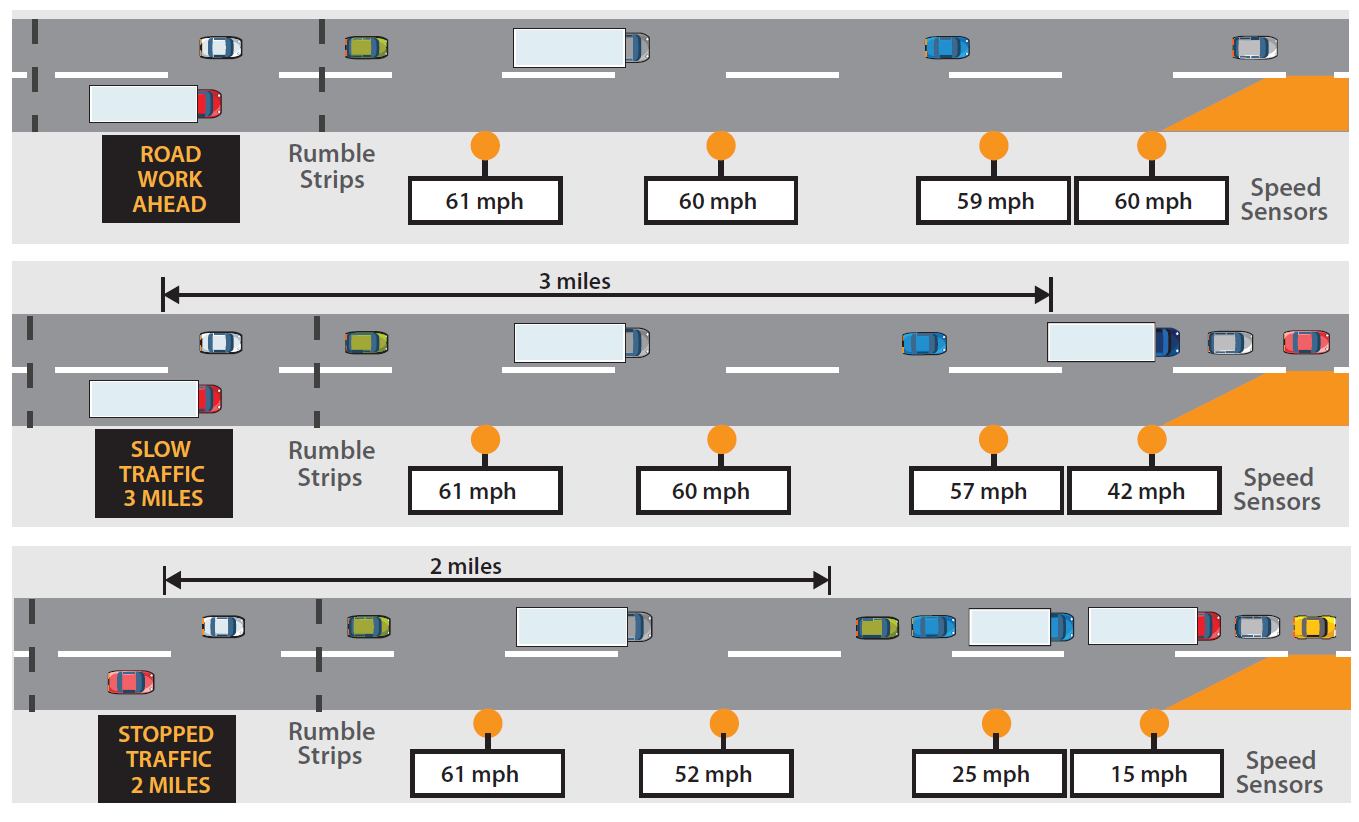 ROAD
WORK
AHEAD
Rumble
Strips
61 mph
60 mph
59 mph
60 mph
Speed
Sensors
3 miles
SLOW
TRAFFIC
3 MILES
Rumble
Strips
61 mph
60 mph
57 mph
42 mph
Speed
Sensors
2 miles
STOPPED
TRAFFIC
2 MILES
Rumble
Strips
61 mph
52 mph
25 mph
15 mph
Speed
Sensors